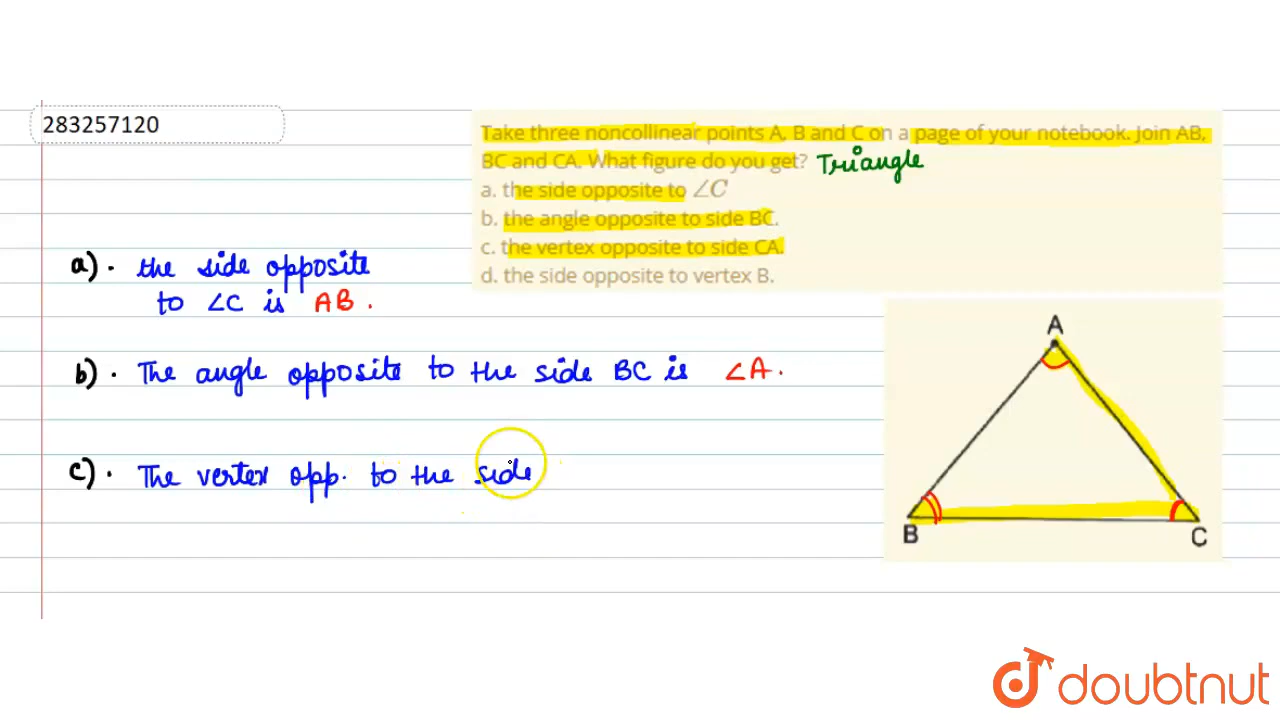 283257120
Take three noncollinear points A, B and C on a page of your notebook. Join AB,
BC and CA. What figure do you get? Triangle
a. the side opposite to ∠C
b. the angle opposite to side BC.
c. the vertex opposite to side CA.
d. the side opposite to vertex B.
a). the side opposite
to ∠C is AB.
b). The angle opposite to the side BC is ∠A.
c). The vertex opp. to the side
A
B
C
doubtnut